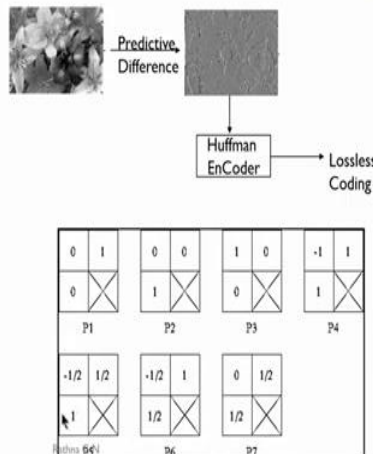 Predictive
Difference
Huffman
EnCoder
Lossless
Coding
0 1 0 0 1 0 -1 1
0 1 0 1
P1 P2 P3 P4
-1/2 1/2 -1/2 1 0 1/2
1 1/2 1/2
P6 P7